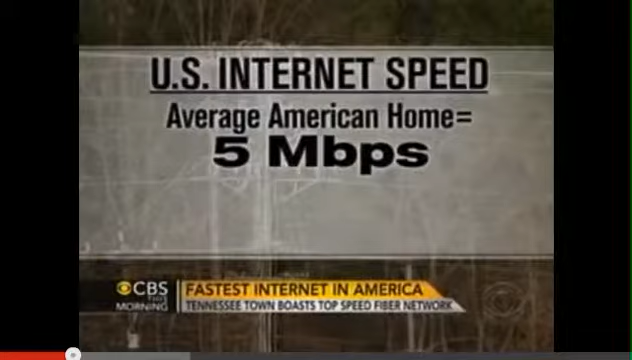 U.S. INTERNET SPEED
Average American Home=
5 Mbps
CBS
THIS
MORNING
FASTEST INTERNET IN AMERICA
TENNESSEE TOWN BOASTS TOP SPEED FIBER NETWORK